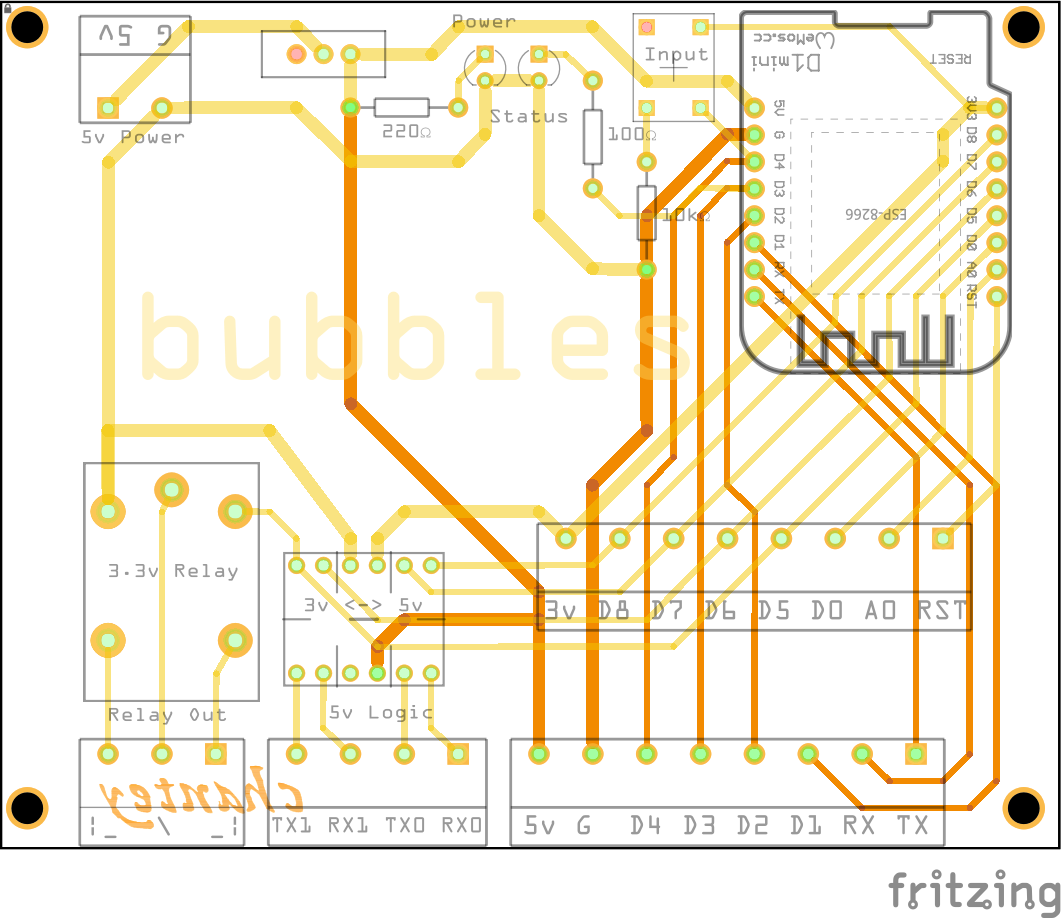 G 5v
5v Power
Power
Status
220Ω
100Ω
10kΩ
Input
WeMos.cc
D1 mini
RESET
ESP-8266
5V
G
D4
D3
D2
D1
RX
TX
3V3
D8
D7
D6
D5
D0
A0
RST
bubbles
3.3v Relay
Relay Out
3v <-> 5v
5v Logic
3v D8 D7 D6 D5 D0 A0 RST
chantey
TX1 RX1 TX0 RX0
5v G D4 D3 D2 D1 RX TX
fritzing